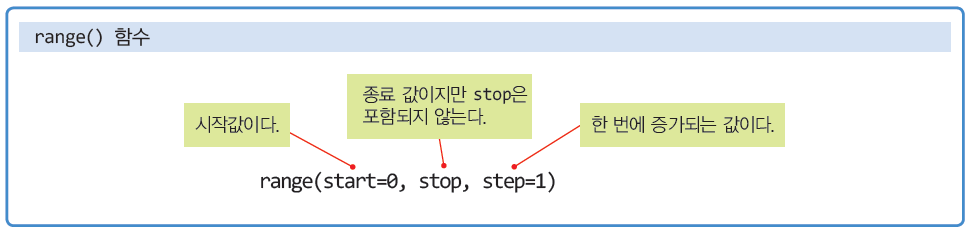 range() 함수
시작값이다.
종료 값이지만 stop은
포함되지 않는다.
한 번에 증가되는 값이다.
range(start=0, stop, step=1)